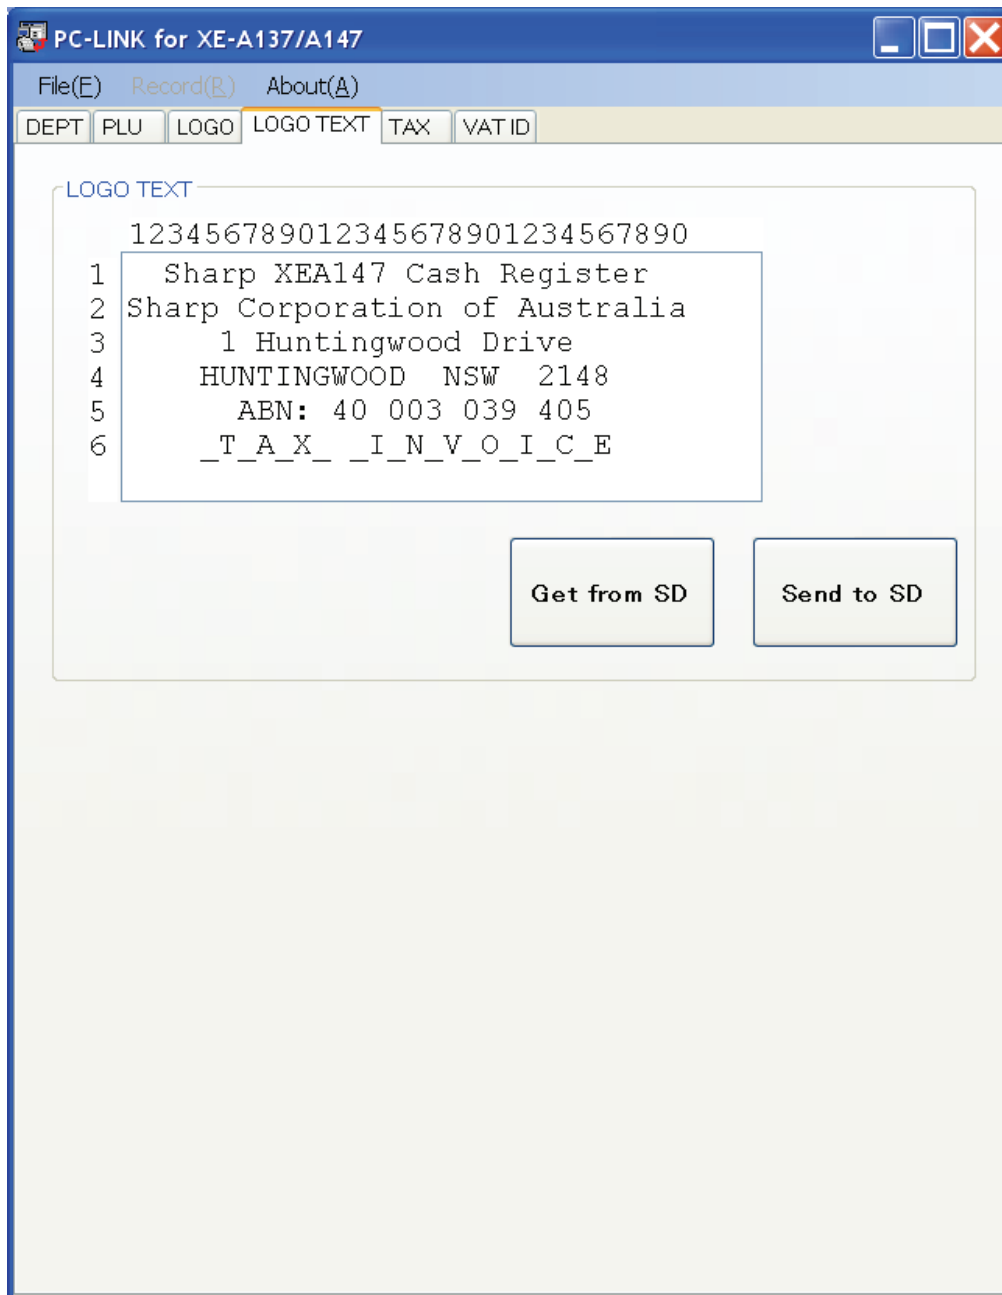 PC-LINK for XE-A137/A147
File(F) Record(R) About(A)
DEPT PLU LOGO LOGO TEXT TAX VAT ID
LOGO TEXT
123456789012345678901234567890
1 Sharp XEA147 Cash Register
2 Sharp Corporation of Australia
3 1 Huntingwood Drive
4 HUNTINGWOOD  NSW  2148
5 ABN: 40 003 039 405
6 _T_A_X_ _I_N_V_O_I_C_E
Get from SD Send to SD